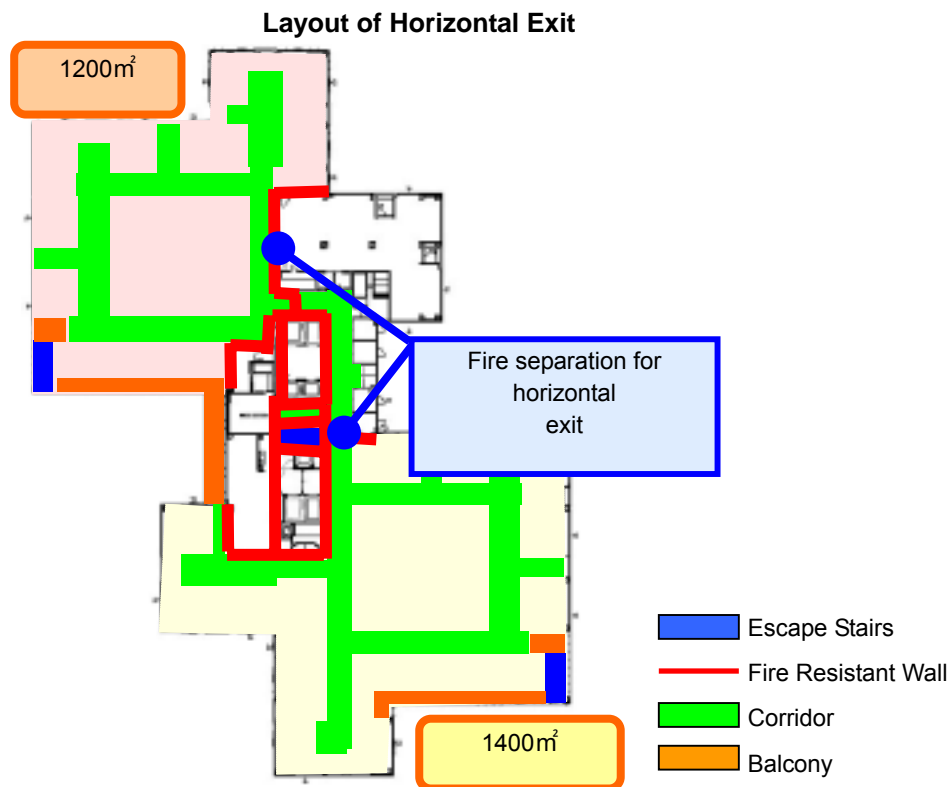 Layout of Horizontal Exit
1200㎡
Fire separation for
horizontal
exit
Escape Stairs
Fire Resistant Wall
Corridor
Balcony
1400㎡